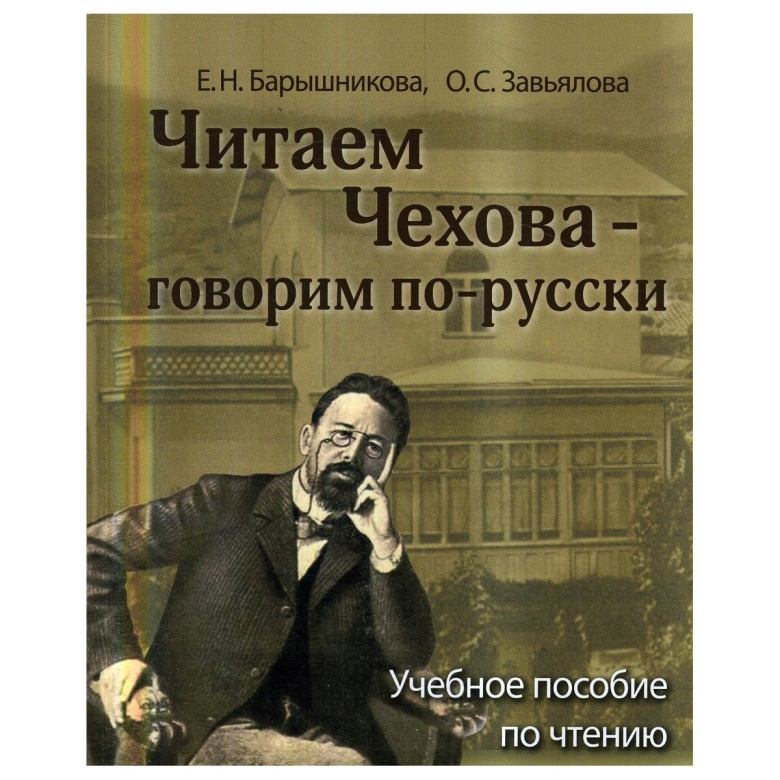 Е. Н. Барышникова, О. С. Завьялова
Читаем
Чехова -
говорим по-русски
Учебное пособие
по чтению